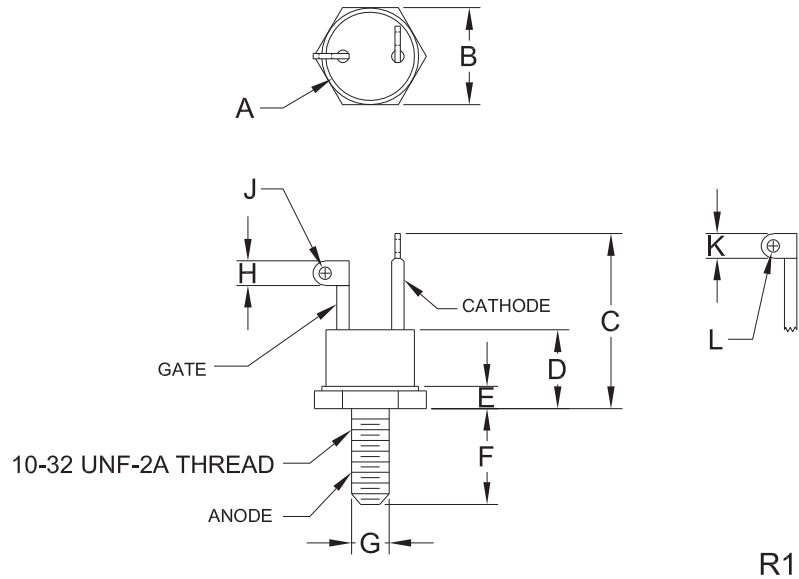 B
A
J
H
K
CATHODE
C
L
GATE
D
E
10-32 UNF-2A THREAD
F
ANODE
G
R1